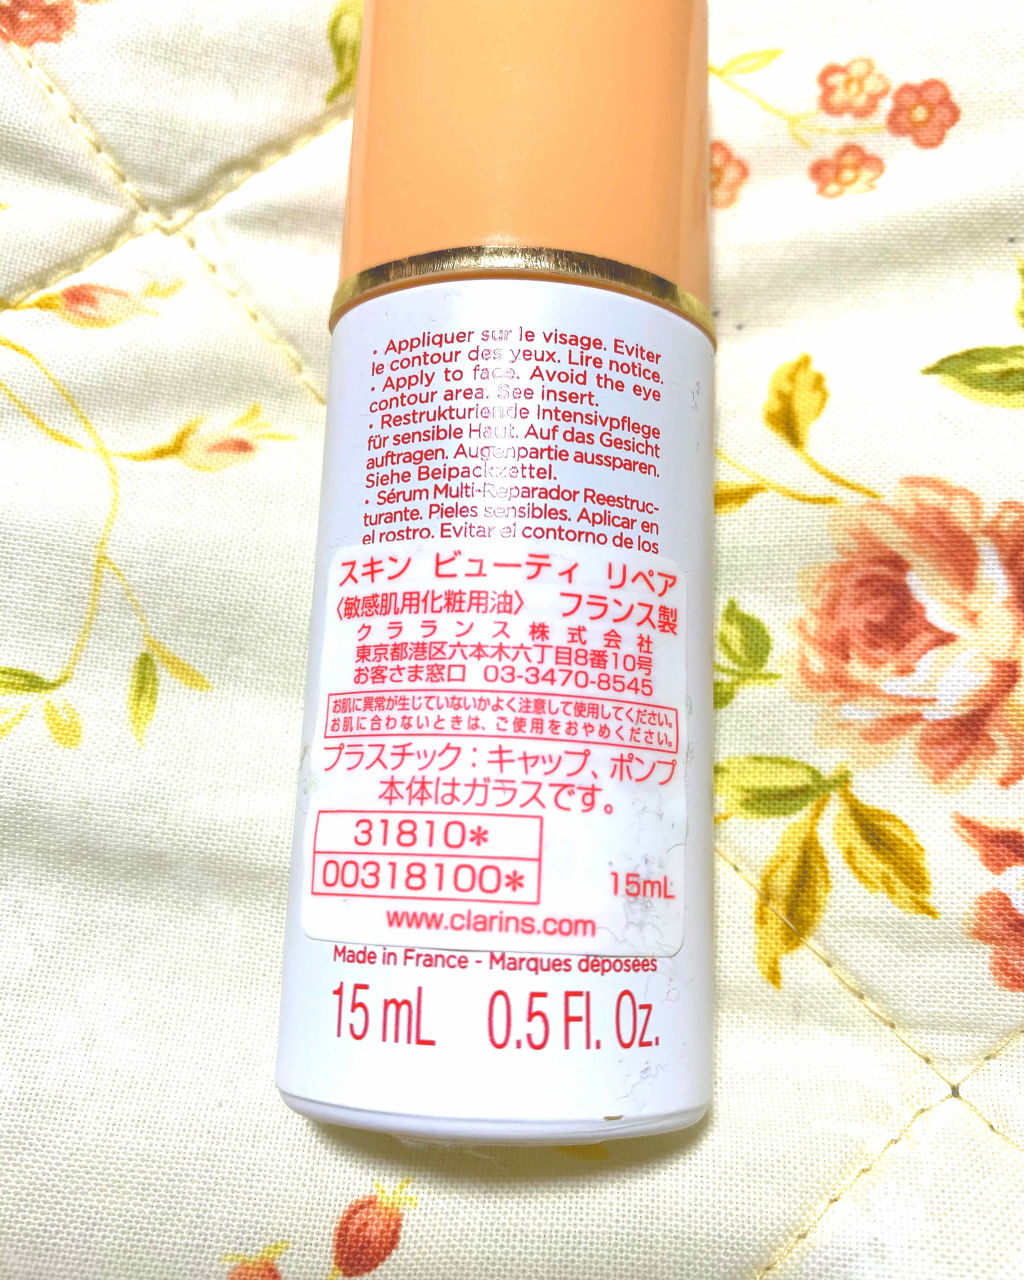 • Appliquer sur le visage. Eviter
le contour des yeux. Lire notice.
• Apply to face. Avoid the eye
contour area. See insert.
• Restrukturierende Intensivpflege
für sensible Haut. Auf das Gesicht
auftragen. Augenpartie aussparen.
Siehe Beipackzettel.
• Sérum Multi-Reparador Reestruc-
turante. Pieles sensibles. Aplicar en
el rostro. Evitar el contorno de los
スキン ビューティ リペア
〈敏感肌用化粧用油〉 フランス製
クラランス株式会社
東京都港区六本木六丁目8番10号
お客さま窓口 03-3470-8545
お肌に異常が生じていないかよく注意して使用してください。
お肌に合わないときは、ご使用をおやめください。
プラスチック：キャップ、ポンプ
本体はガラスです。
31810*
00318100* 15mL
www.clarins.com
Made in France - Marques déposées
15 mL 0.5 Fl. Oz.